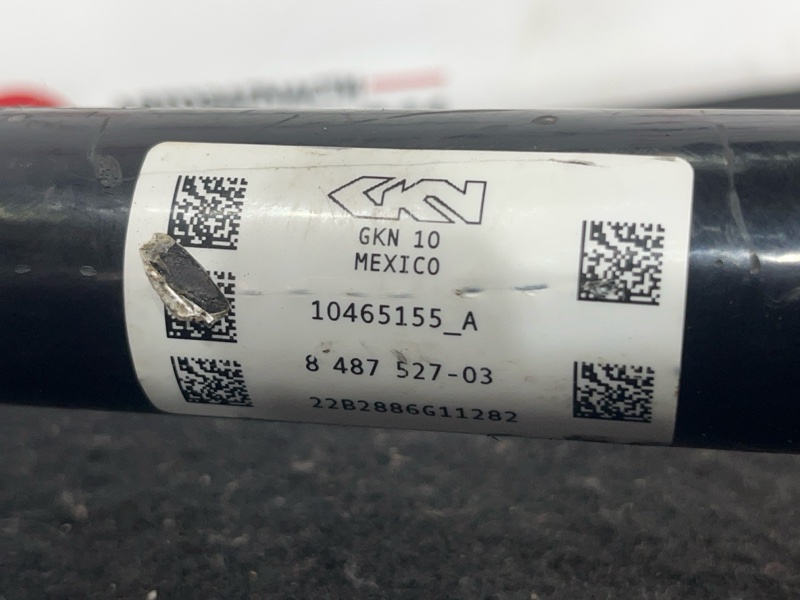 GKN
GKN 10
MEXICO
10465155_A
8 487 527-03
22B2886G11282